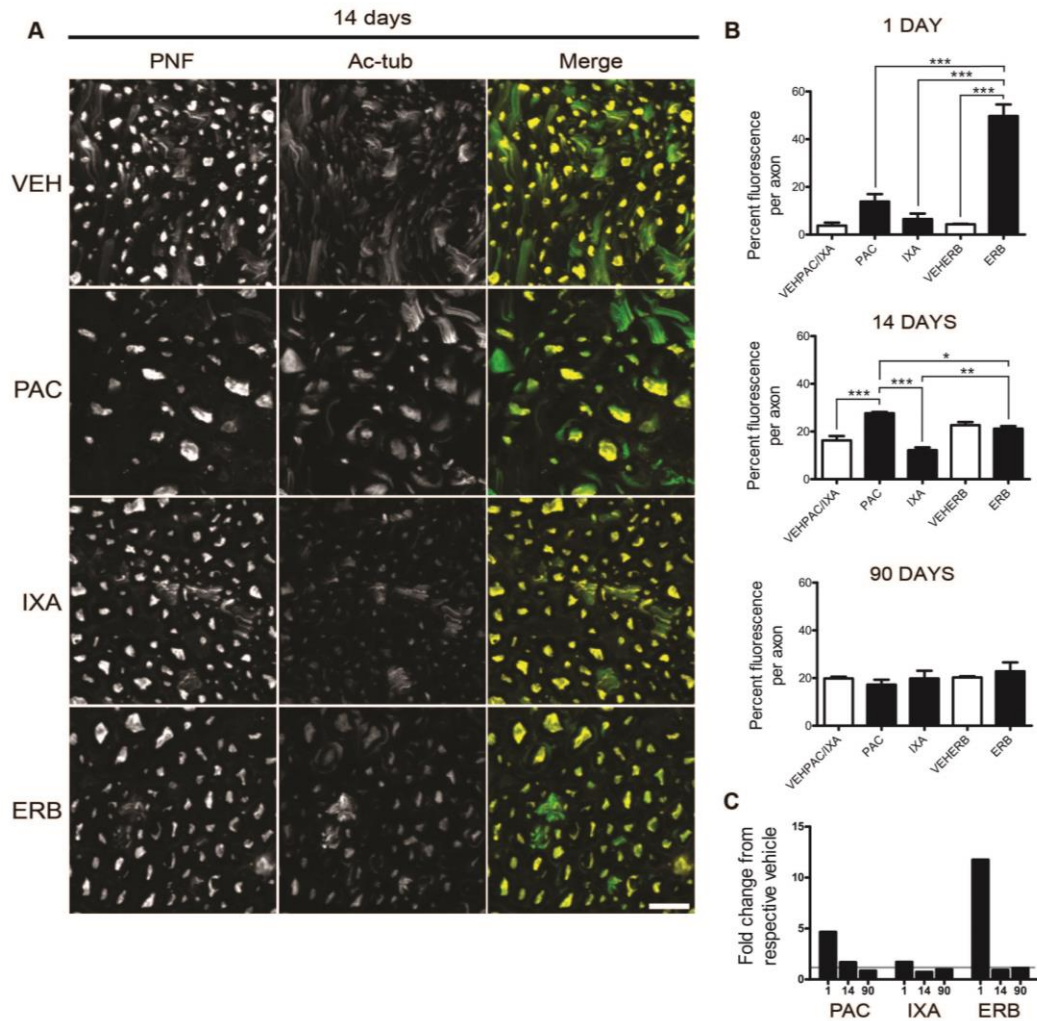 14 days
A
PNF Ac-tub Merge
VEH
PAC
IXA
ERB
B
1 DAY
Percent fluorescence
per axon
60
40
20
0
***
***
***
VEHPAC/IXA PAC IXA VEHERB ERB
14 DAYS
Percent fluorescence
per axon
60
40
20
0
*
**
*** ***
VEHPAC/IXA PAC IXA VEHERB ERB
90 DAYS
Percent fluorescence
per axon
60
40
20
0
VEHPAC/IXA PAC IXA VEHERB ERB
C
Fold change from
respective vehicle
15
10
5
0
1 14 90 1 14 90 1 14 90
PAC IXA ERB